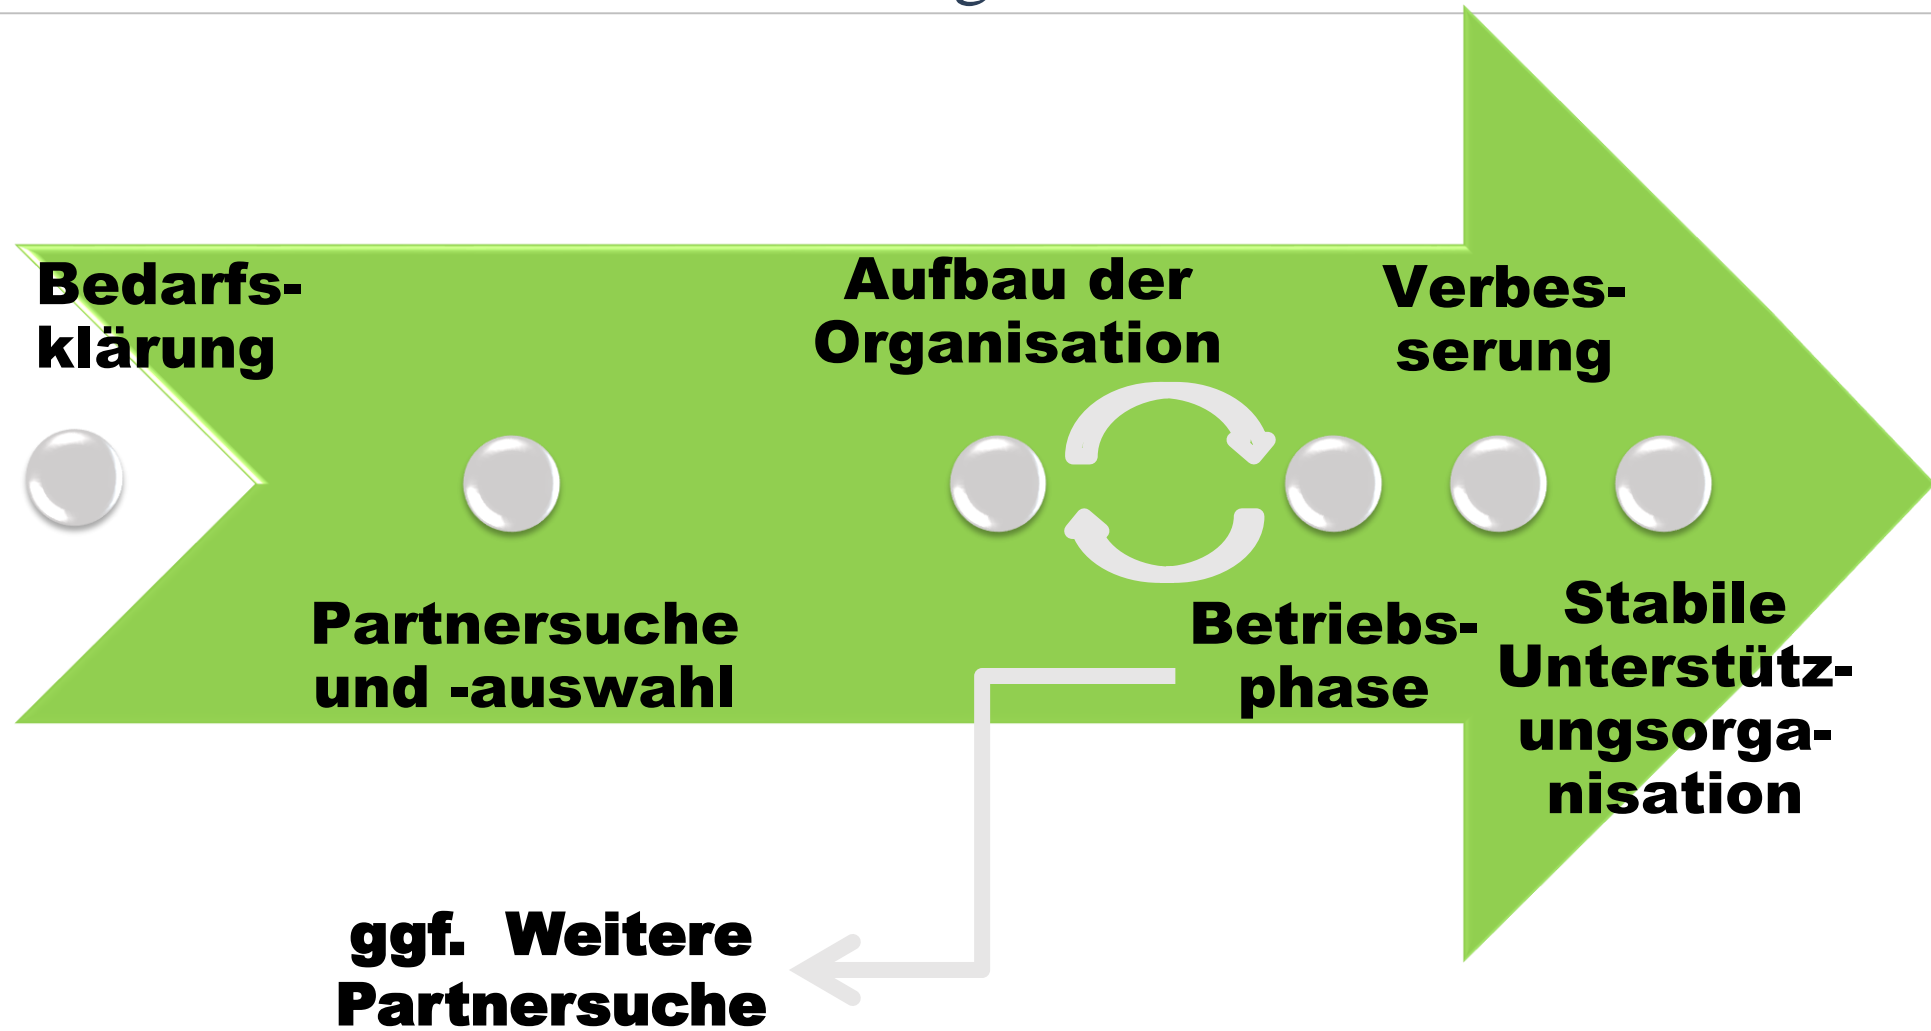 Bedarfs-
klärung
Partnersuche
und -auswahl
Aufbau der
Organisation
Betriebs-
phase
Verbes-
serung
Stabile
Unterstütz-
ungsorga-
nisation
ggf. Weitere
Partnersuche